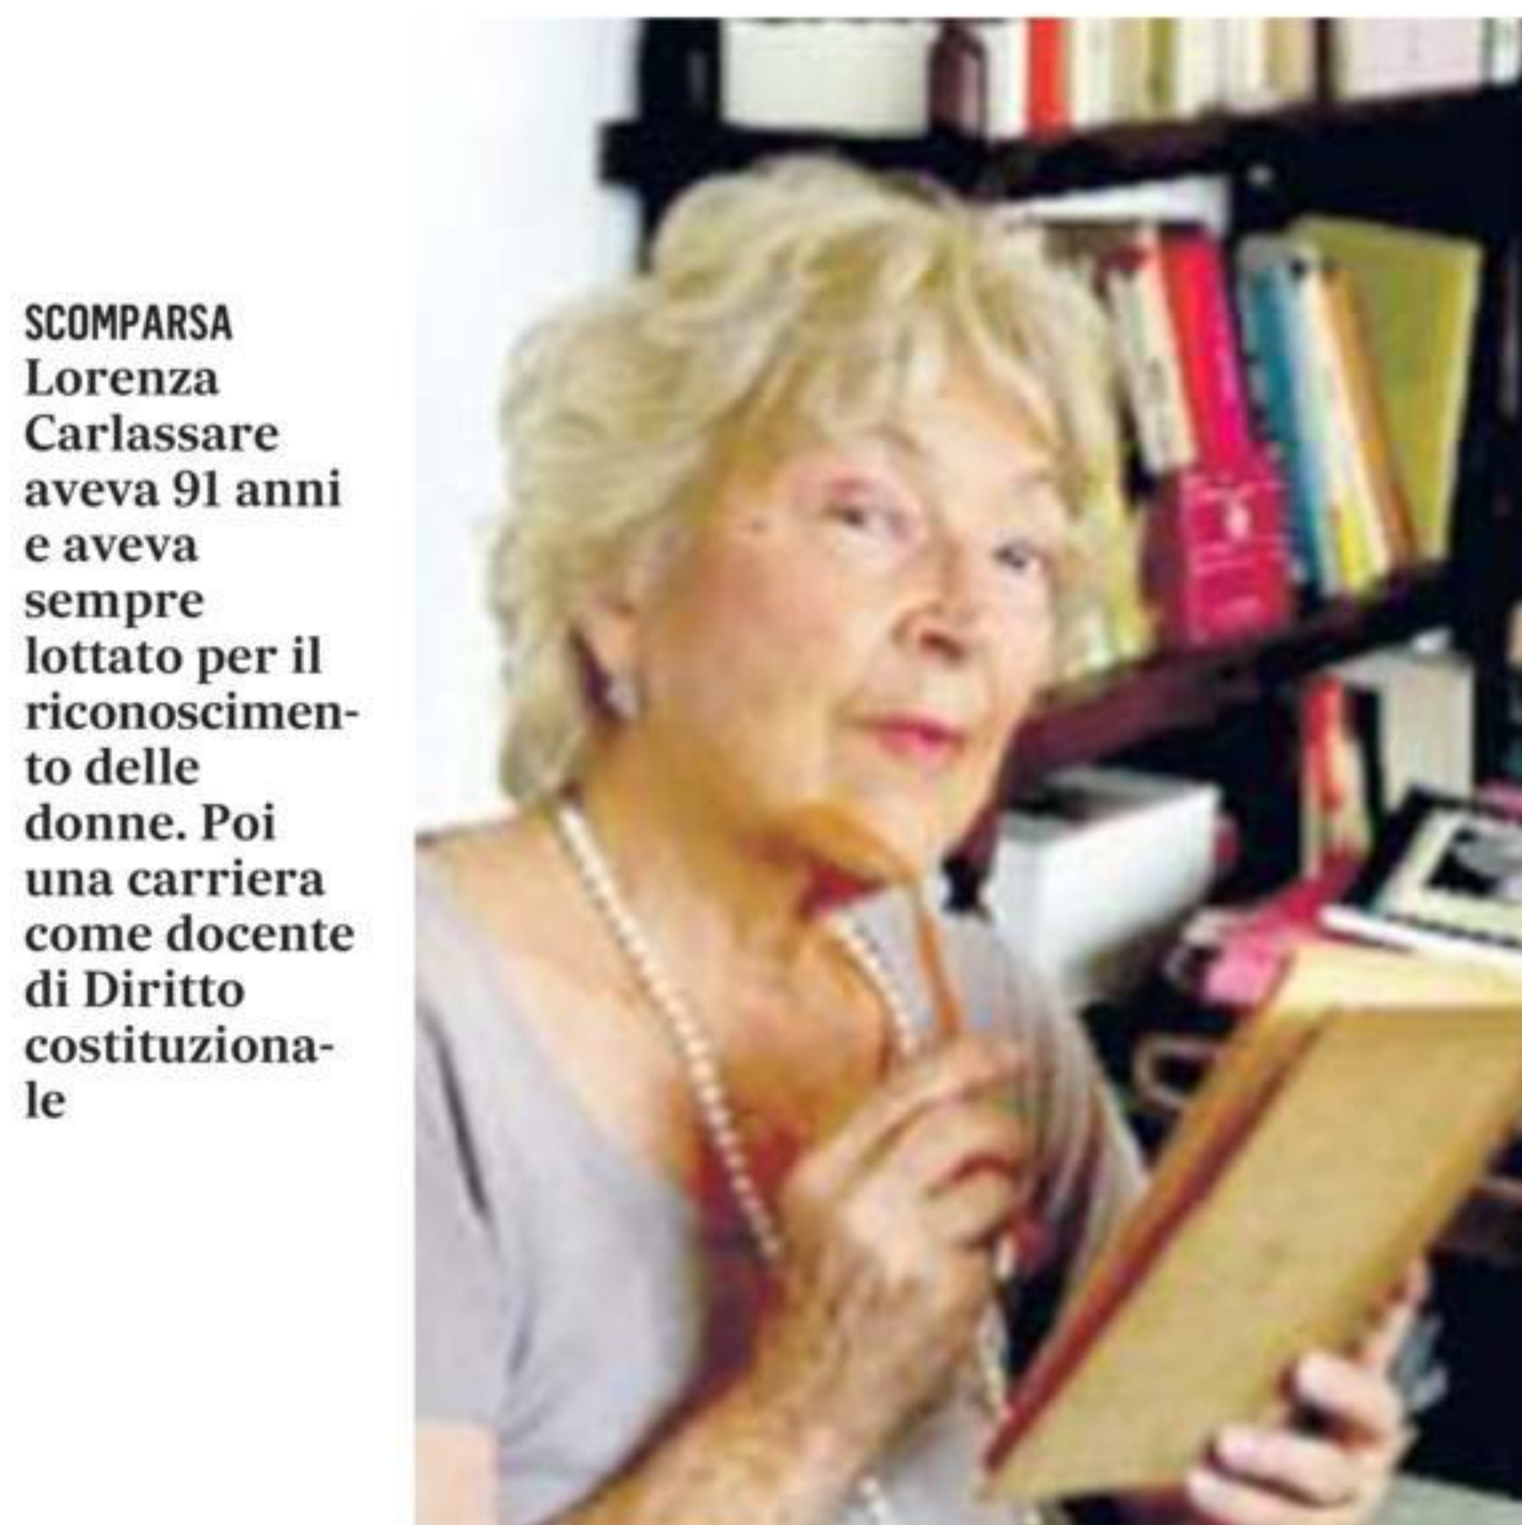 SCOMPARSA
Lorenza
Carlassare
aveva 91 anni
e aveva
sempre
lottato per il
riconoscimen-
to delle
donne. Poi
una carriera
come docente
di Diritto
costituziona-
le